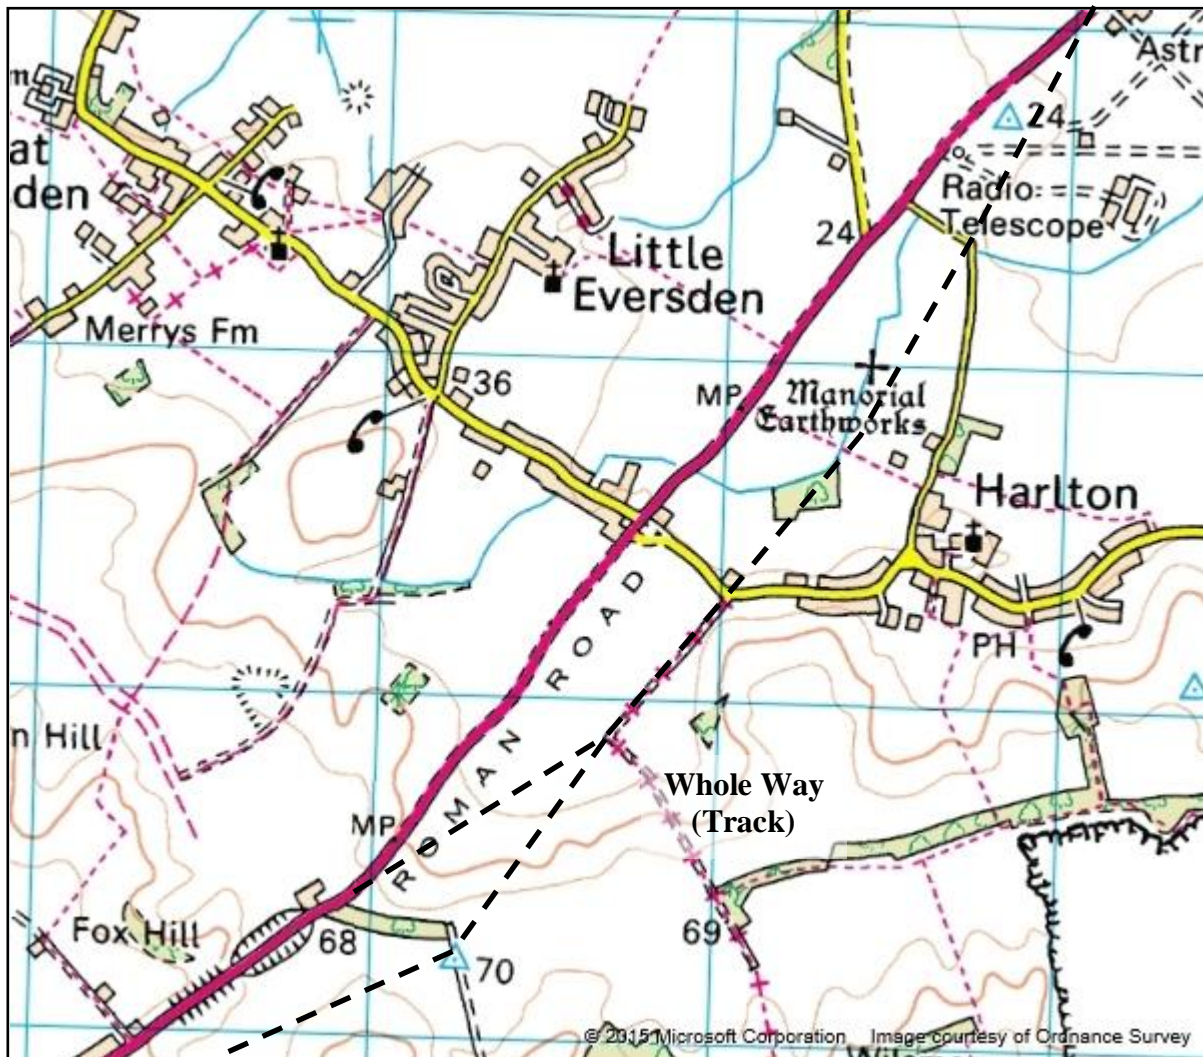 m
Astr
24
at
den
Radio
Telescope
24
Little
Eversden
Merrys Fm
36
MP
Manorial
Earthworks
Harlton
ROMAN ROAD
PH
n Hill
Whole Way
(Track)
MP
Fox Hill
68
69
70
© 2015 Microsoft Corporation Image courtesy of Ordnance Survey